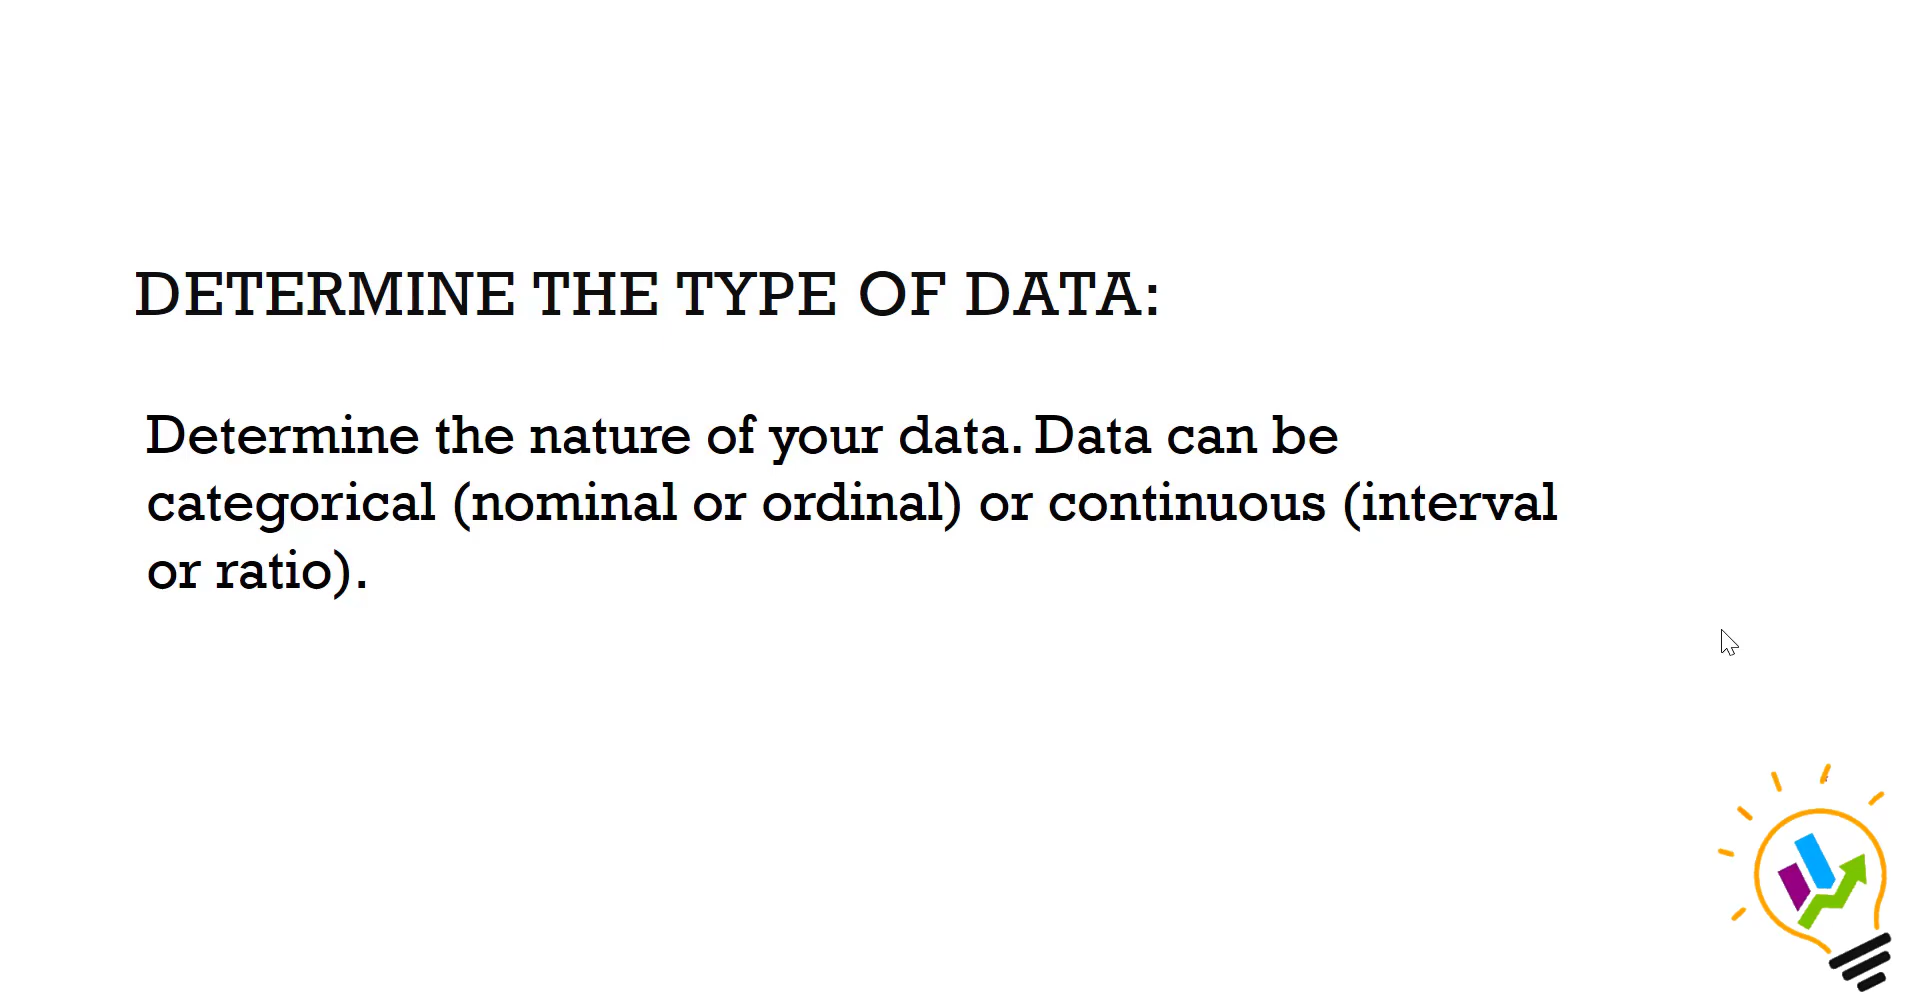 DETERMINE THE TYPE OF DATA:
Determine the nature of your data. Data can be
categorical (nominal or ordinal) or continuous (interval
or ratio).